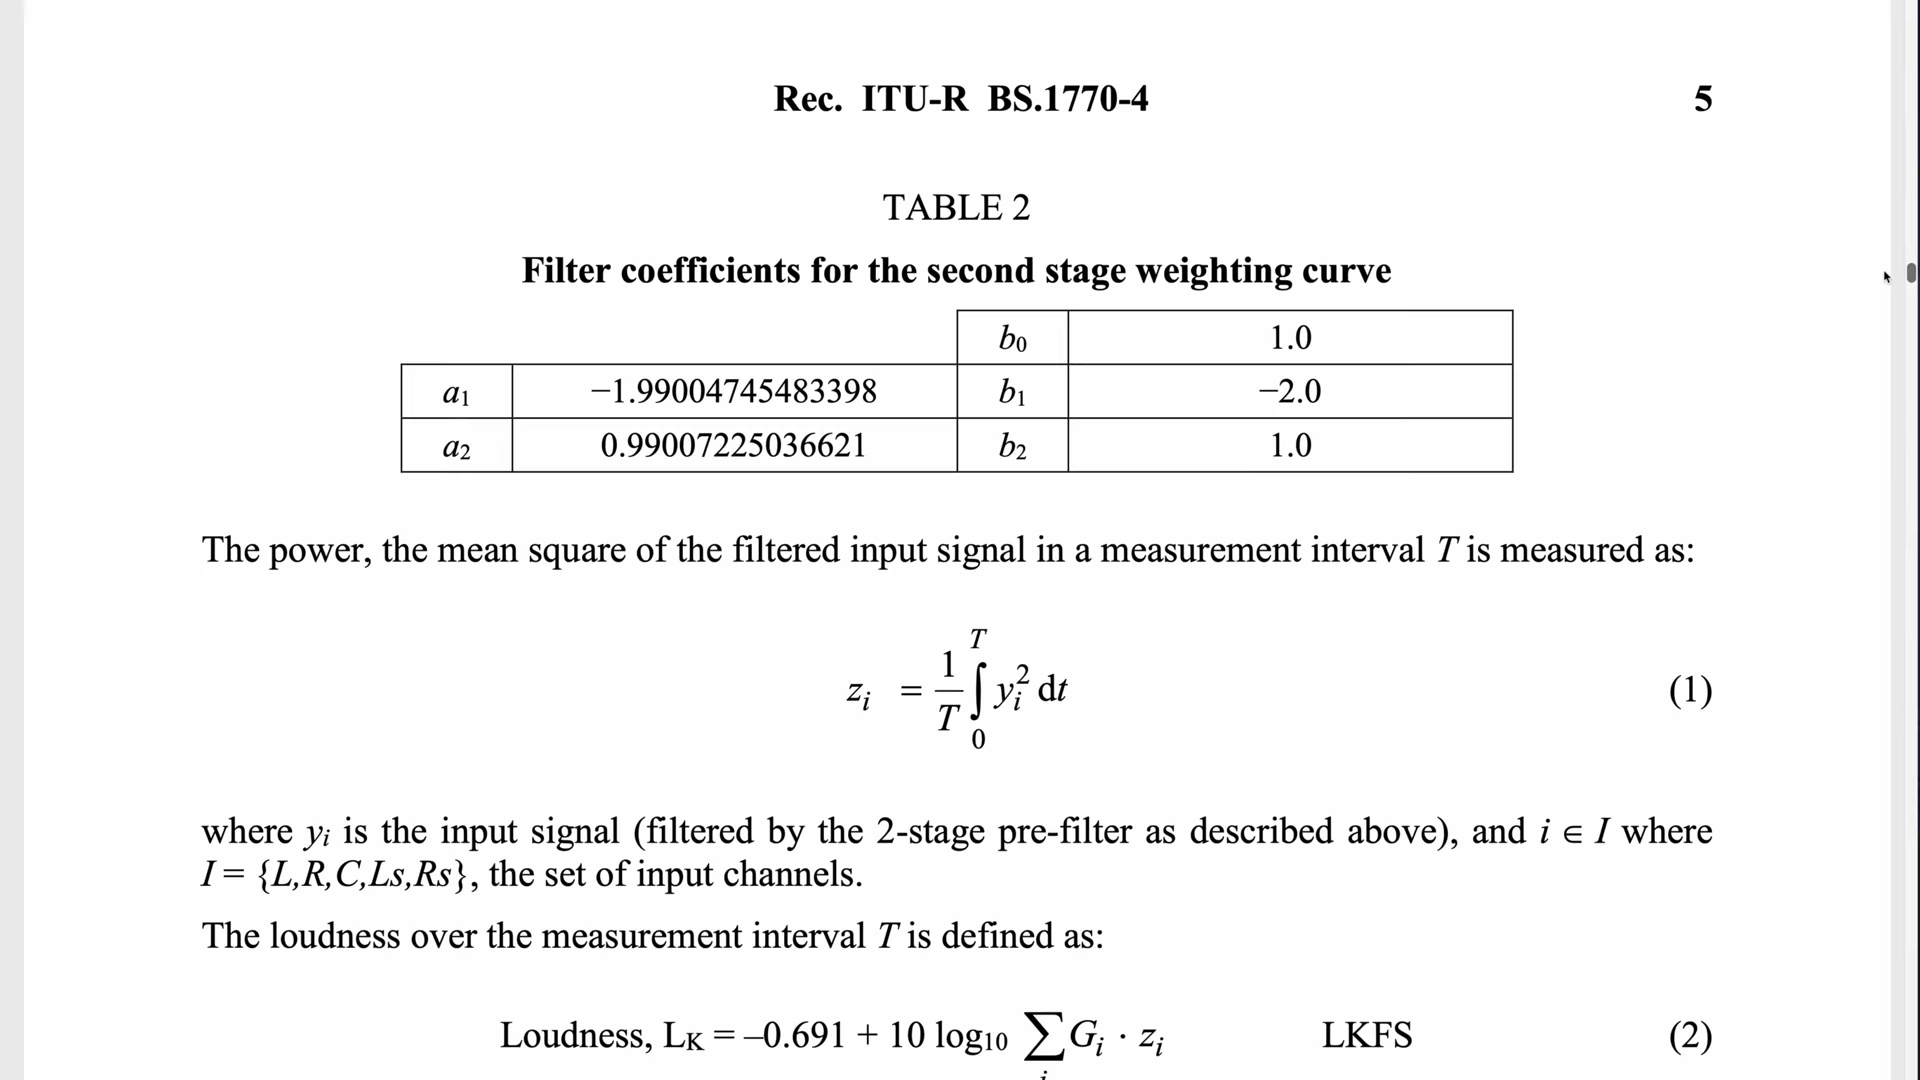 Rec. ITU-R BS.1770-4 5
TABLE 2
Filter coefficients for the second stage weighting curve
b0 1.0
a1 −1.99004745483398 b1 −2.0
a2 0.99007225036621 b2 1.0
The power, the mean square of the filtered input signal in a measurement interval T is measured as:
zi = 1/T ∫0T yi2 dt (1)
where yi is the input signal (filtered by the 2-stage pre-filter as described above), and i ∈ I where
I = {L,R,C,Ls,Rs}, the set of input channels.
The loudness over the measurement interval T is defined as:
Loudness, LK = –0.691 + 10 log10 ∑ Gi · zi LKFS (2)